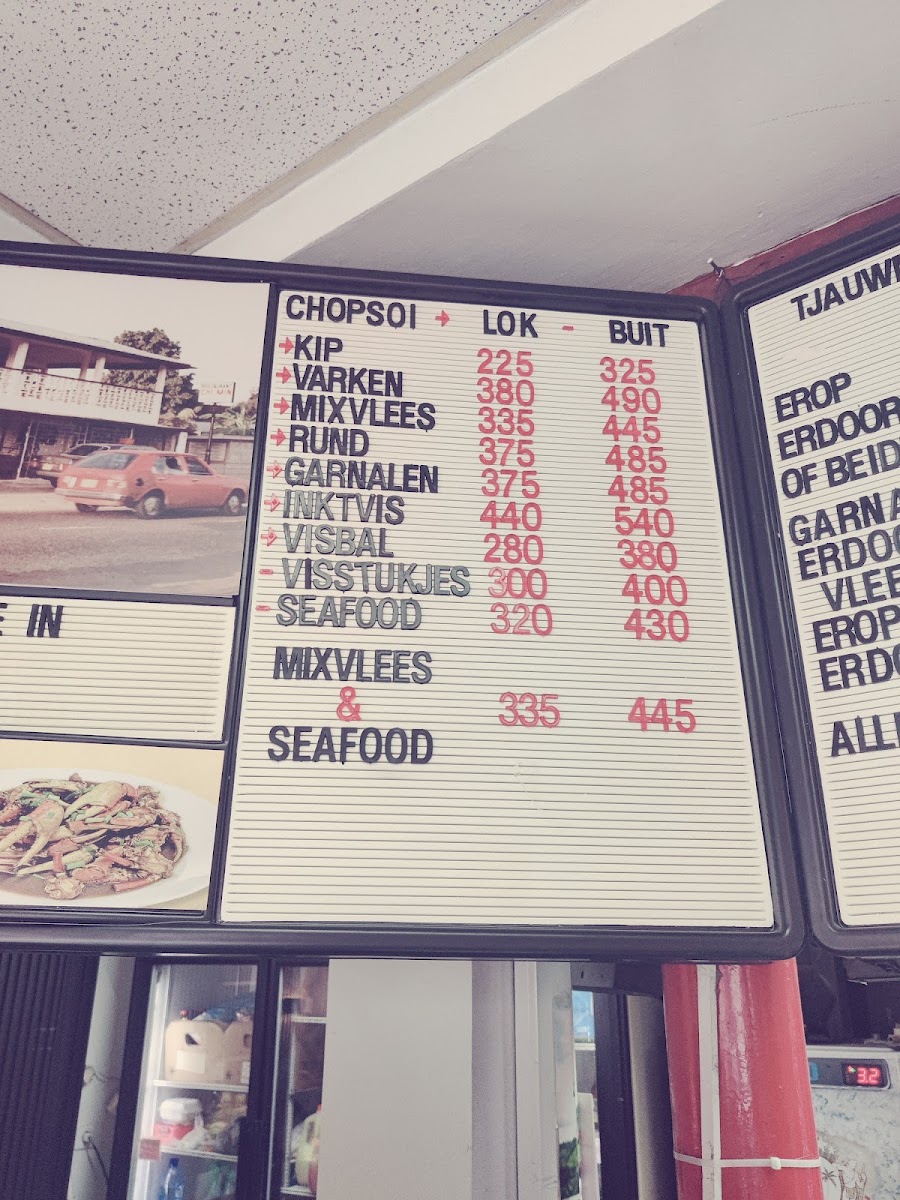 CHOPSOI → LOK - BUIT
→KIP 225 325
→VARKEN 380 490
→MIXVLEES 335 445
→RUND 375 485
→GARNALEN 375 485
→INKTVIS 440 540
→VISBAL 280 380
-VISSTUKJES 300 400
-SEAFOOD 320 430
MIXVLEES
& 335 445
SEAFOOD
E IN
TJAUW
EROP
ERDOOR
OF BEID
GARNA
ERDOO
VLEE
EROP
ERDO
ALL
3.2